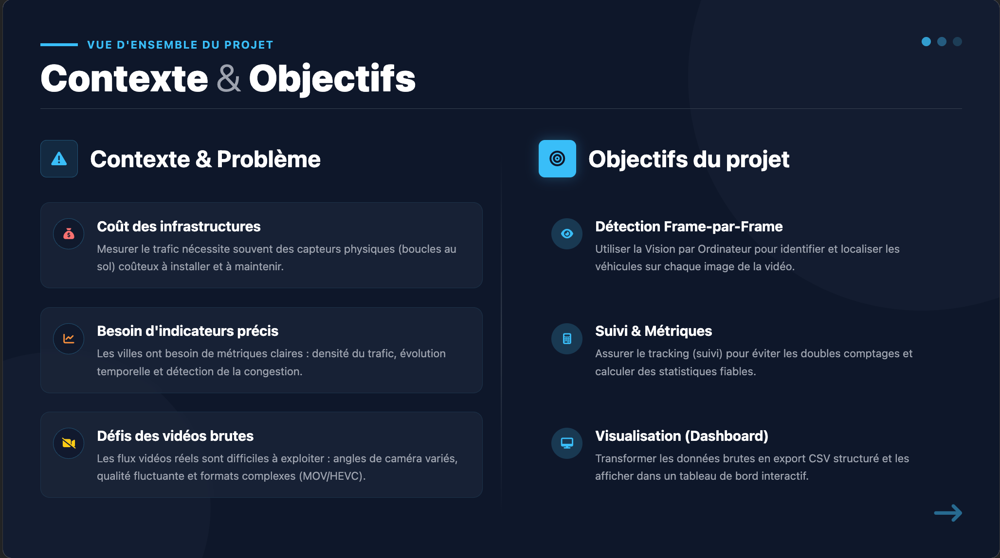 VUE D'ENSEMBLE DU PROJET
Contexte & Objectifs
Contexte & Problème
Coût des infrastructures
Mesurer le trafic nécessite souvent des capteurs physiques (boucles au
sol) coûteux à installer et à maintenir.
Besoin d'indicateurs précis
Les villes ont besoin de métriques claires : densité du trafic, évolution
temporelle et détection de la congestion.
Défis des vidéos brutes
Les flux vidéos réels sont difficiles à exploiter : angles de caméra variés,
qualité fluctuante et formats complexes (MOV/HEVC).
Objectifs du projet
Détection Frame-par-Frame
Utiliser la Vision par Ordinateur pour identifier et localiser les
véhicules sur chaque image de la vidéo.
Suivi & Métriques
Assurer le tracking (suivi) pour éviter les doubles comptages et
calculer des statistiques fiables.
Visualisation (Dashboard)
Transformer les données brutes en export CSV structuré et les
afficher dans un tableau de bord interactif.